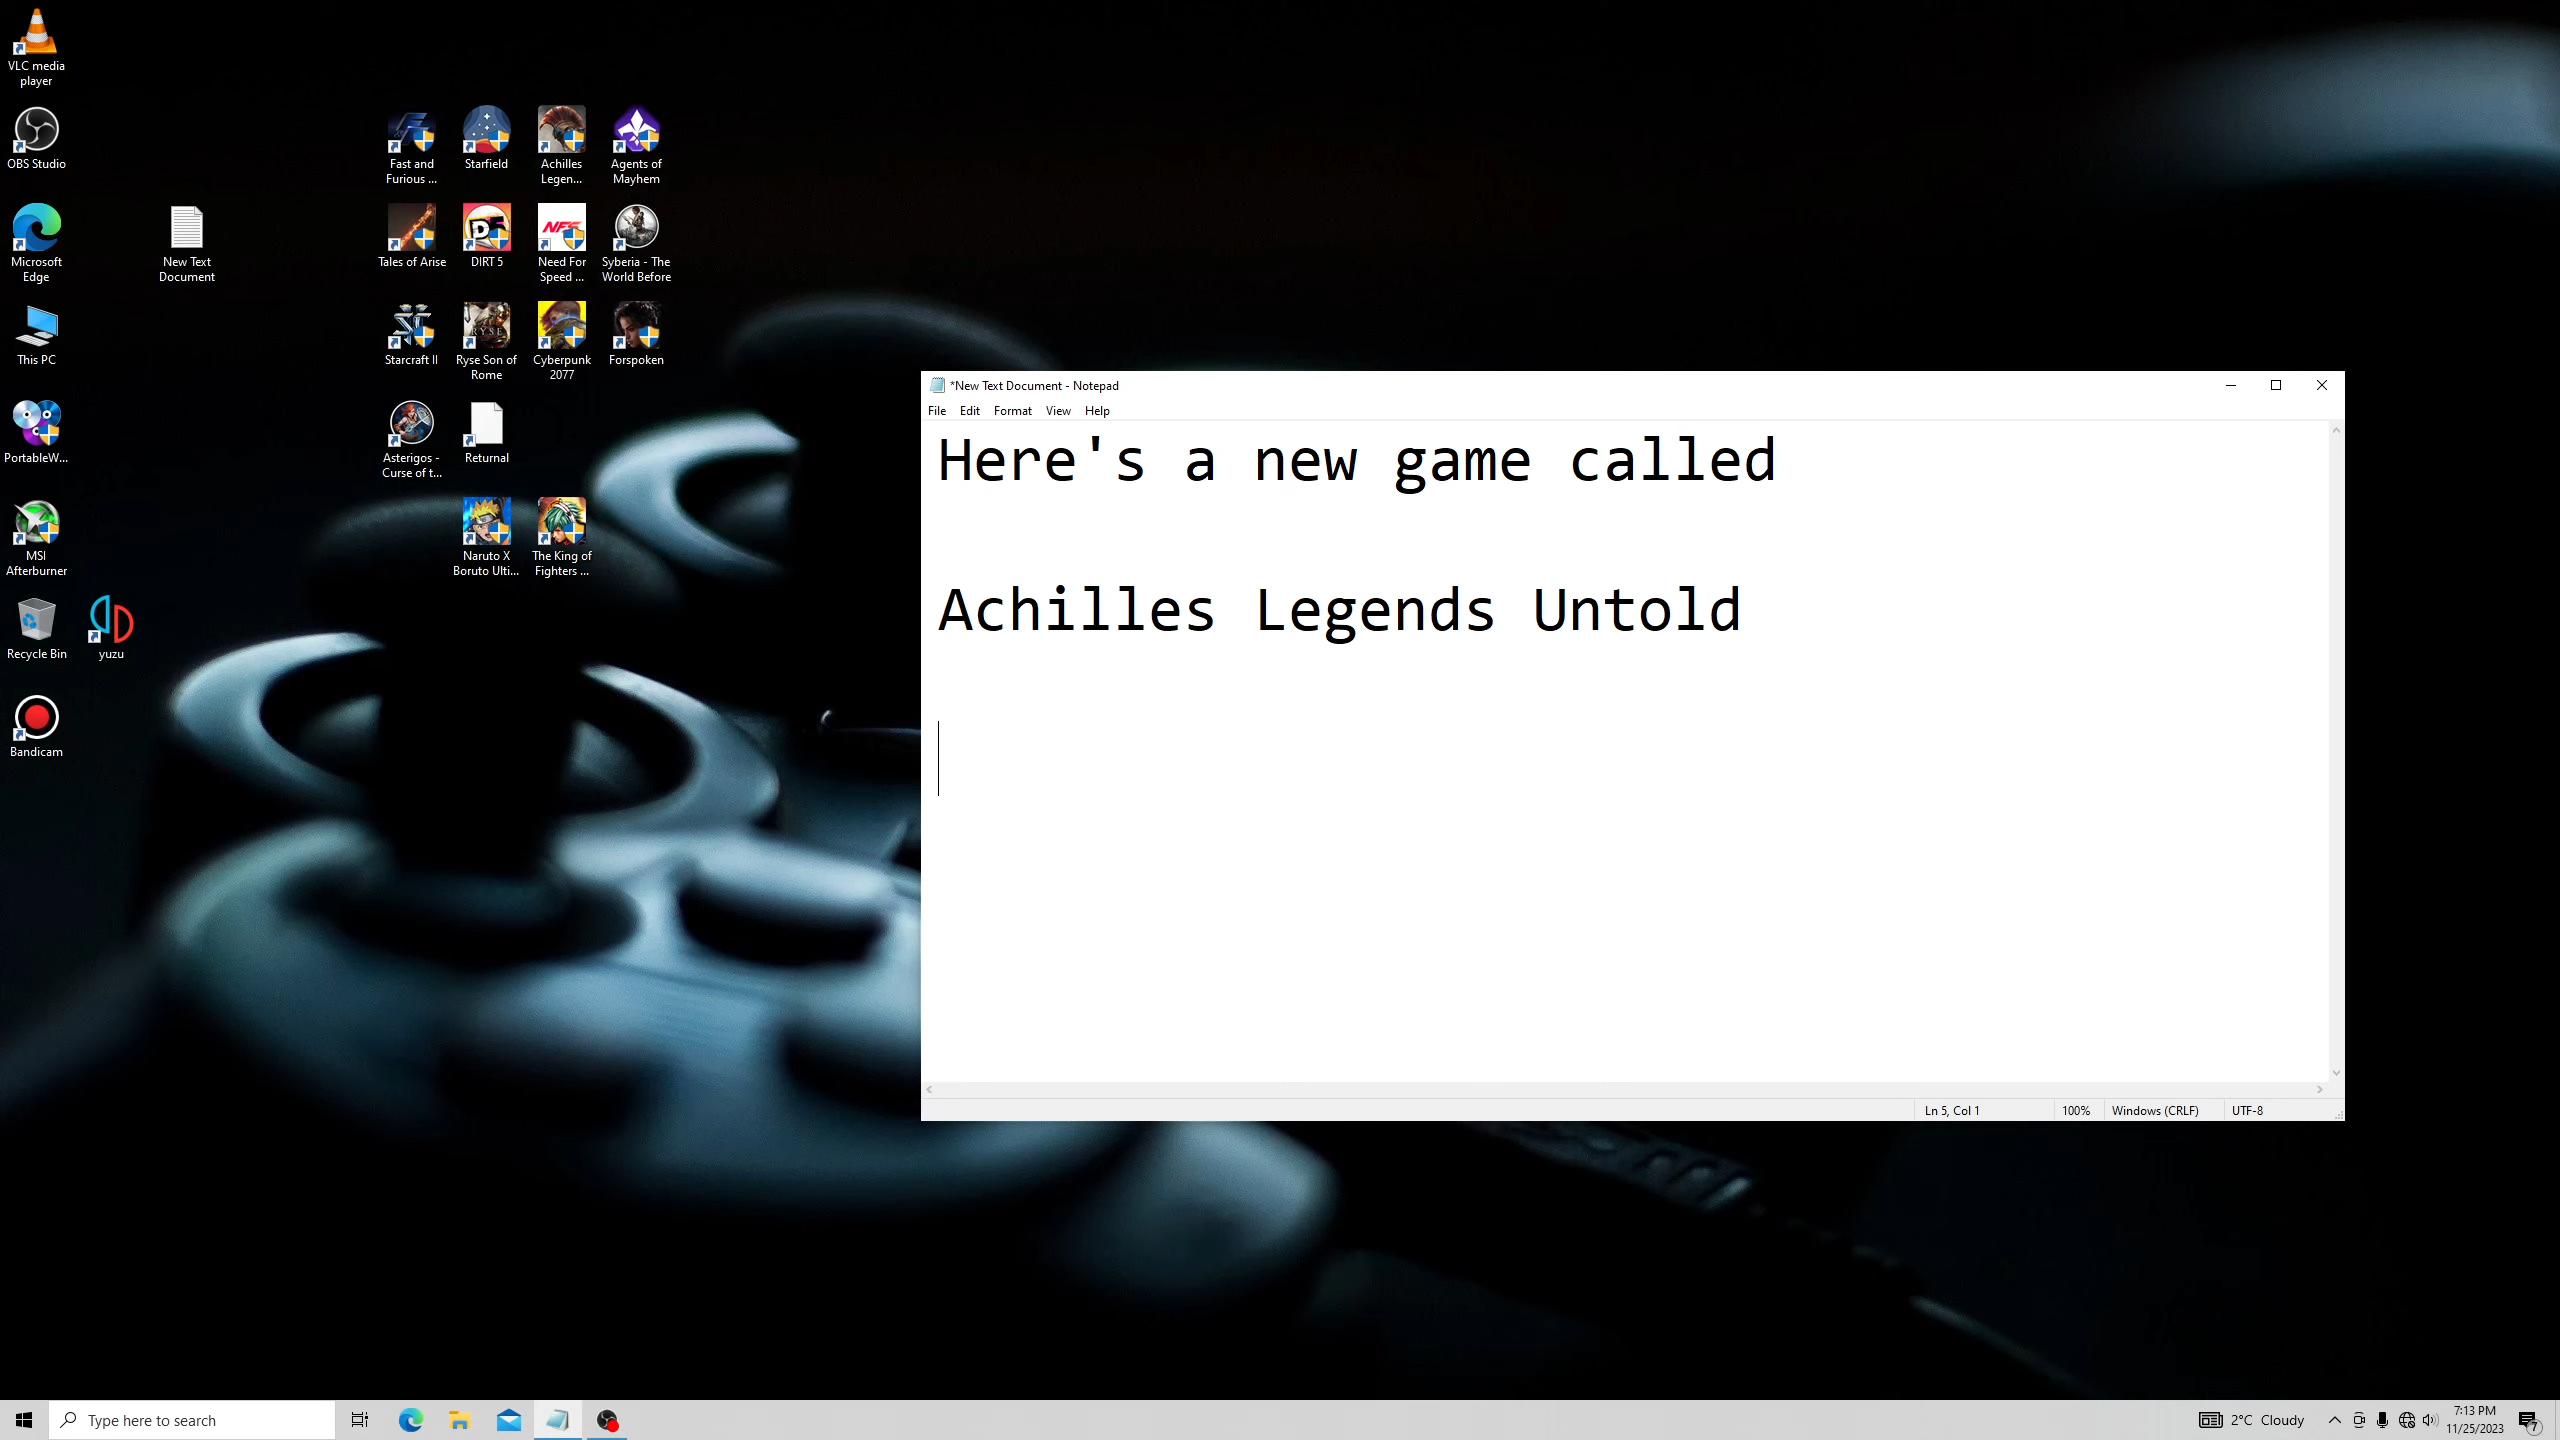 VLC media
player
OBS Studio
Microsoft
Edge
This PC
PortableW...
MSI
Afterburner
Recycle Bin
yuzu
Bandicam
New Text
Document
Fast and
Furious ...
Starfield
Achilles
Legen...
Agents of
Mayhem
Tales of Arise
DIRT 5
NFS
Need For
Speed ...
Syberia - The
World Before
Starcraft II
RYSE
Ryse Son of
Rome
Cyberpunk
2077
Forspoken
Asterigos -
Curse of t...
Returnal
Naruto X
Boruto Ulti...
The King of
Fighters ...
*New Text Document - Notepad
File Edit Format View Help
Here's a new game called
Achilles Legends Untold
Ln 5, Col 1 100% Windows (CRLF) UTF-8
Type here to search
2°C Cloudy
7:13 PM
11/25/2023
7